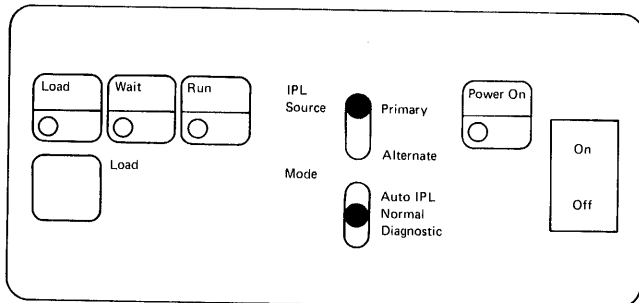 Load
Wait
Run
Load
IPL
Source
Primary
Alternate
Mode
Auto IPL
Normal
Diagnostic
Power On
On
Off